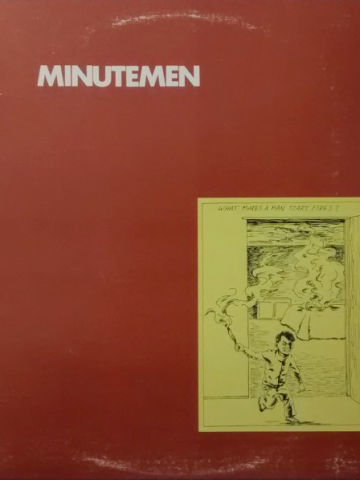 MINUTEMEN
WHAT MAKES A MAN START FIRES?